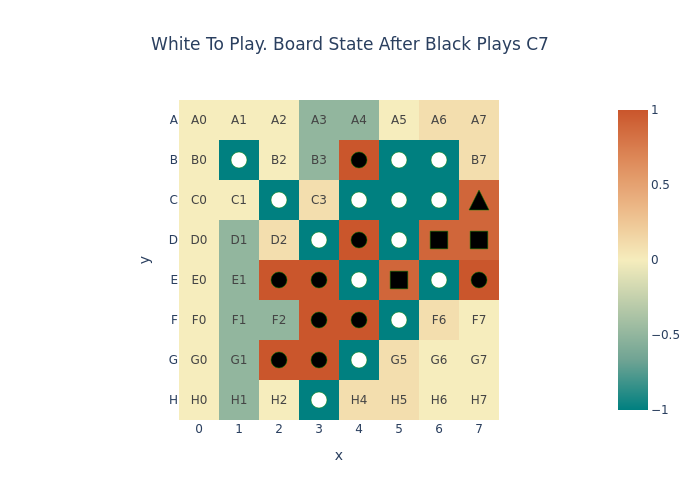 White To Play. Board State After Black Plays C7
A A0 A1 A2 A3 A4 A5 A6 A7
B B0 B2 B3 B7
C C0 C1 C3
D D0 D1 D2
E E0 E1
F F0 F1 F2 F6 F7
G G0 G1 G5 G6 G7
H H0 H1 H2 H4 H5 H6 H7
0 1 2 3 4 5 6 7
x
y
1
0.5
0
−0.5
−1